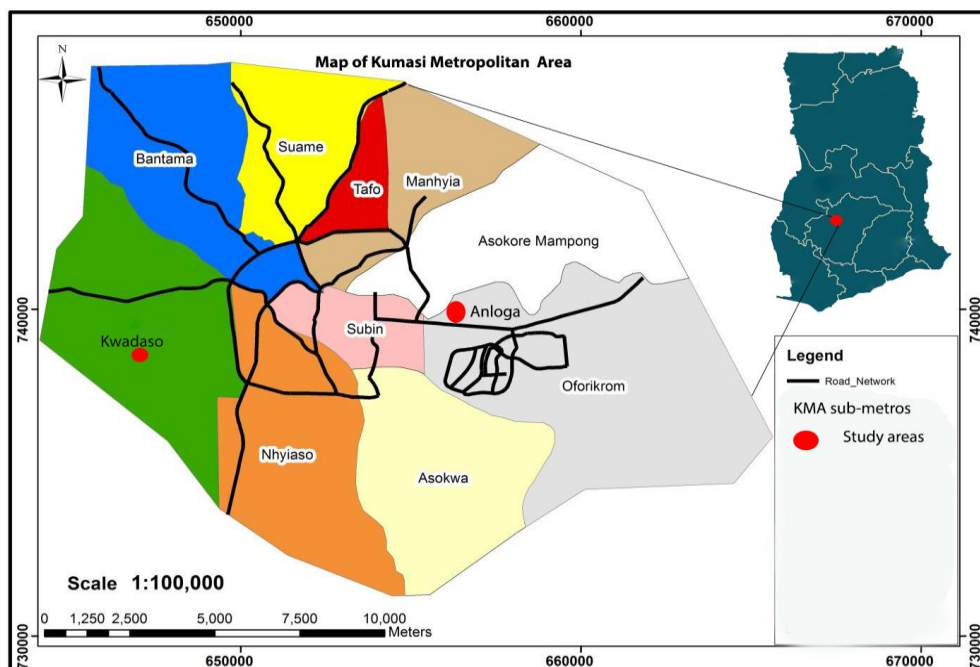 650000
660000
670000
N
Map of Kumasi Metropolitan Area
Bantama
Suame
Tafo
Manhyia
Asokore Mampong
740000
740000
Anloga
Subin
Kwadaso
Oforikrom
Legend
Road_Network
KMA sub-metros
Study areas
Nhyiaso
Asokwa
Scale 1:100,000
0 1,250 2,500 5,000 7,500 10,000
Meters
730000
730000
650000
660000
670000